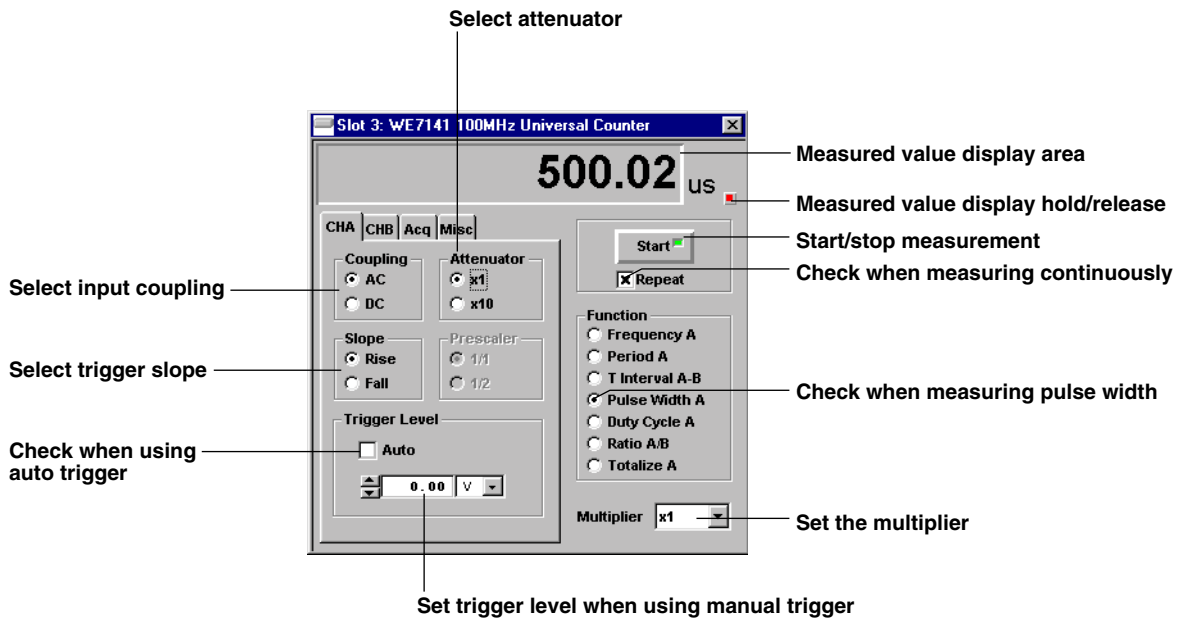 Select attenuator
Slot 3: WE7141 100MHz Universal Counter
500.02 us
Measured value display area
Measured value display hold/release
Start/stop measurement
Check when measuring continuously
CHA CHB Acq Misc
Start
Repeat
Coupling
AC
DC
Attenuator
x1
x10
Select input coupling
Slope
Rise
Fall
Prescaler
1/1
1/2
Select trigger slope
Function
Frequency A
Period A
T Interval A-B
Pulse Width A
Duty Cycle A
Ratio A/B
Totalize A
Check when measuring pulse width
Trigger Level
Auto
0.00 V
Check when using
auto trigger
Multiplier x1
Set the multiplier
Set trigger level when using manual trigger